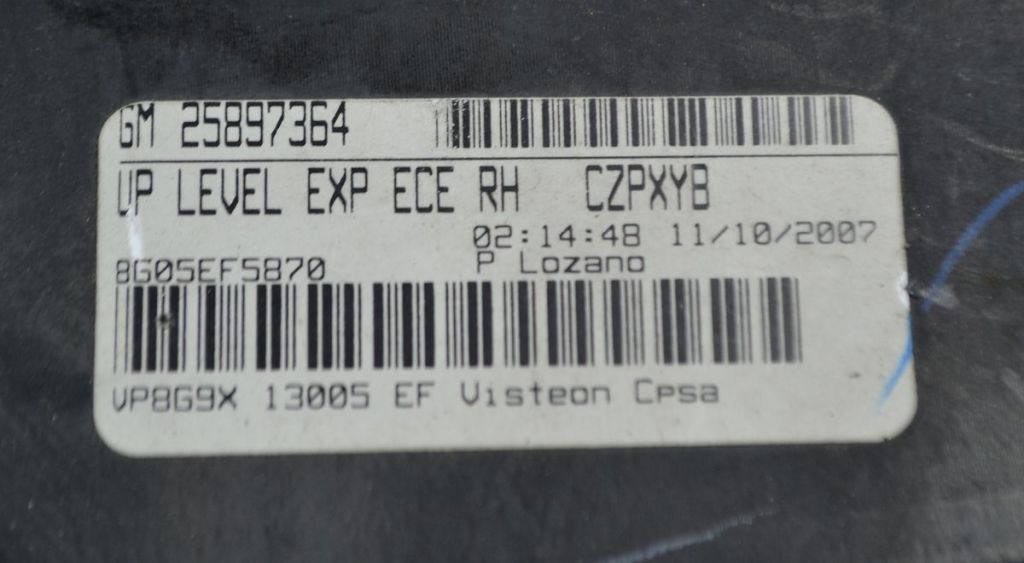 GM 25897364
UP LEVEL EXP ECE RH CZPXYB
02:14:48 11/10/2007
8G05EF5870 P Lozano
VP8G9X 13005 EF Visteon Cpsa